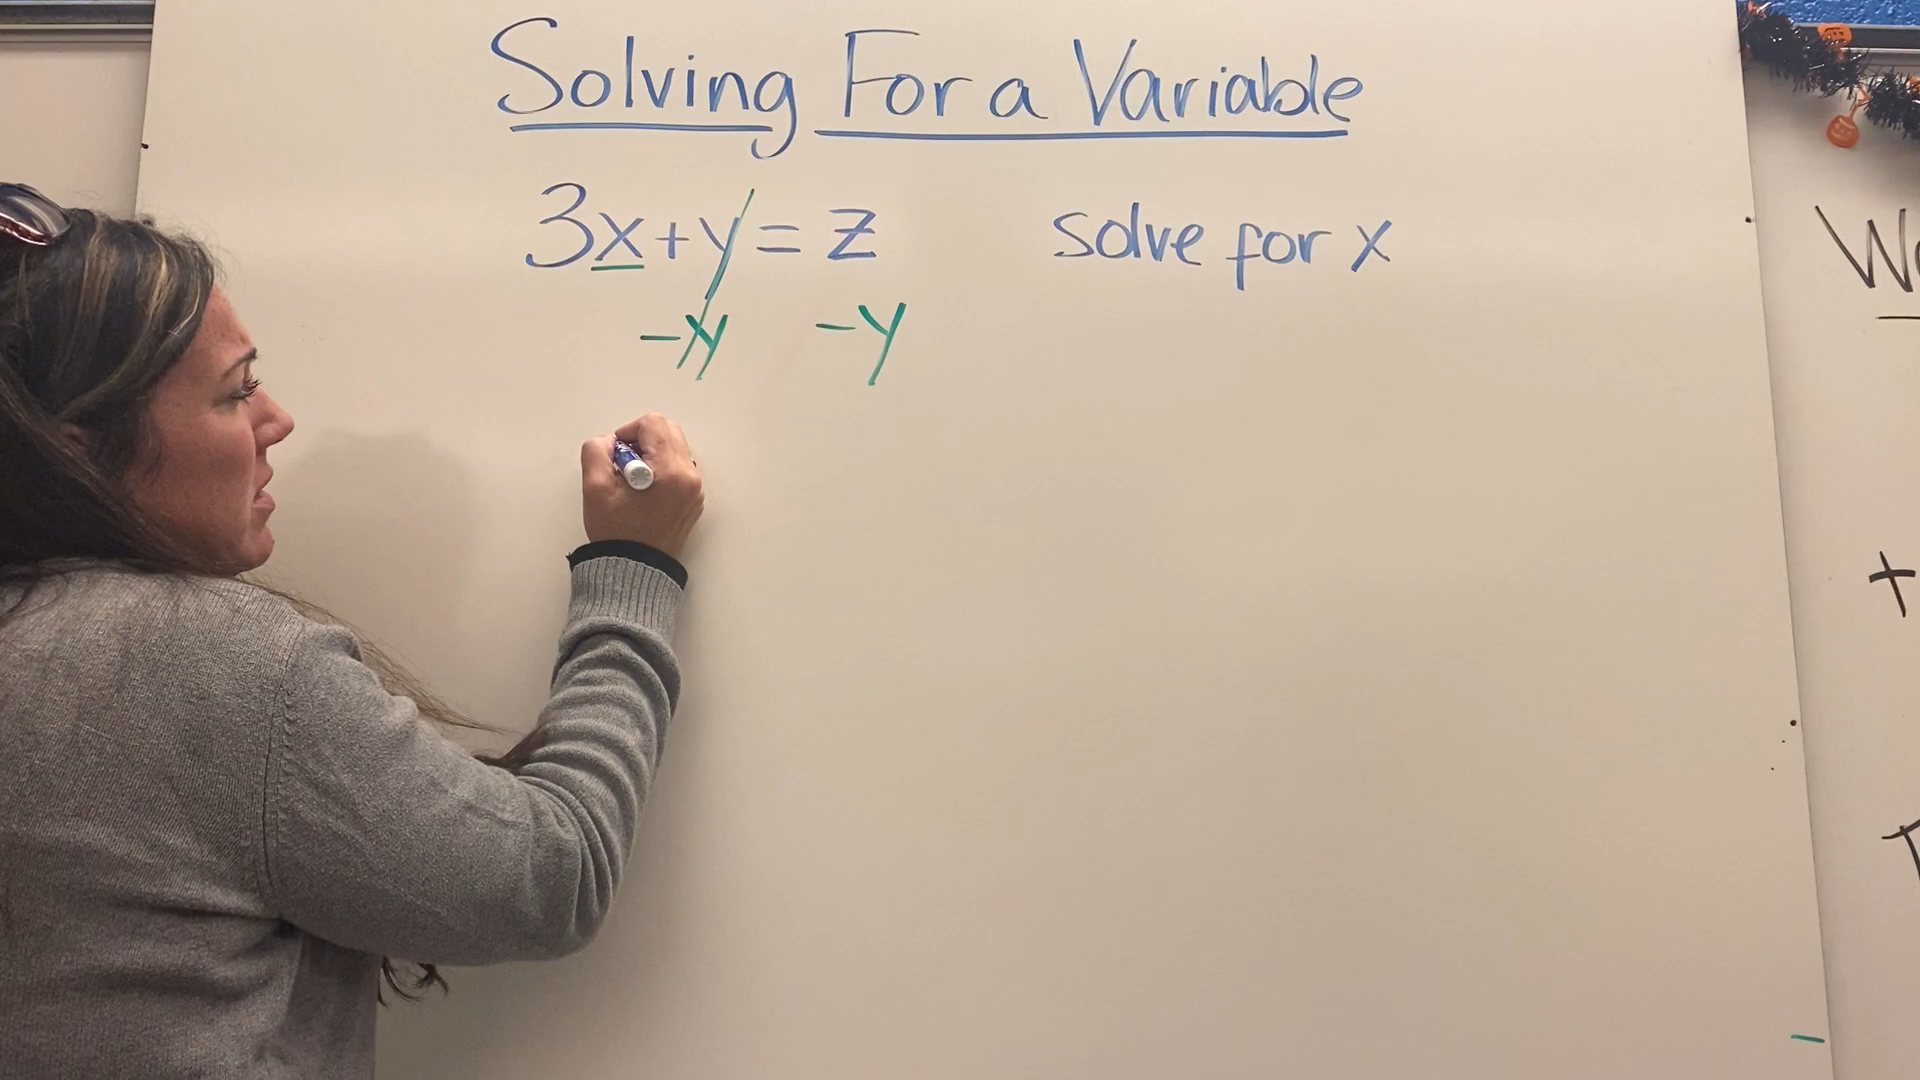 Solving For a Variable
3x+y=z solve for x
-y -y